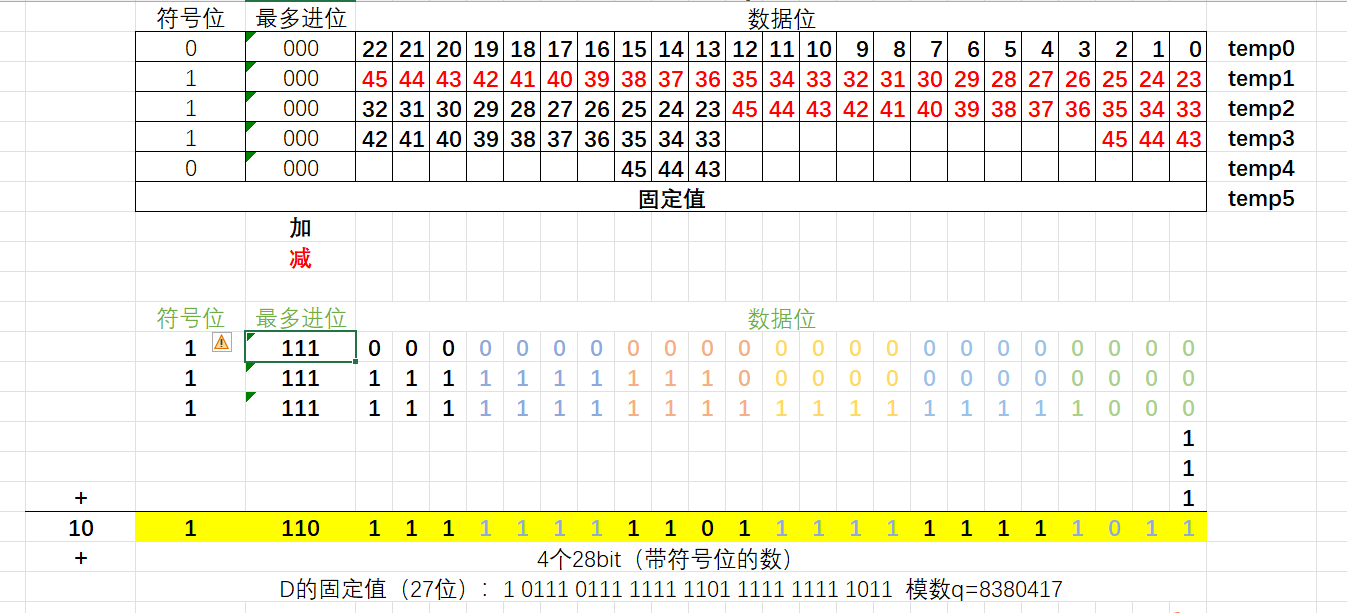 符号位 最多进位 数据位
0 000 22 21 20 19 18 17 16 15 14 13 12 11 10 9 8 7 6 5 4 3 2 1 0 temp0
1 000 45 44 43 42 41 40 39 38 37 36 35 34 33 32 31 30 29 28 27 26 25 24 23 temp1
1 000 32 31 30 29 28 27 26 25 24 23 45 44 43 42 41 40 39 38 37 36 35 34 33 temp2
1 000 42 41 40 39 38 37 36 35 34 33 45 44 43 temp3
0 000 45 44 43 temp4
固定值 temp5
加
减
符号位 最多进位 数据位
1 111 0 0 0 0 0 0 0 0 0 0 0 0 0 0 0 0 0 0 0 0 0 0 0
1 111 1 1 1 1 1 1 1 1 1 1 0 0 0 0 0 0 0 0 0 0 0 0 0
1 111 1 1 1 1 1 1 1 1 1 1 1 1 1 1 1 1 1 1 1 1 0 0 0
1
1
+ 1
10 1 110 1 1 1 1 1 1 1 1 1 0 1 1 1 1 1 1 1 1 1 1 0 1 1
+ 4个28bit（带符号位的数）
D的固定值（27位）：1 0111 0111 1111 1101 1111 1111 1011 模数q=8380417